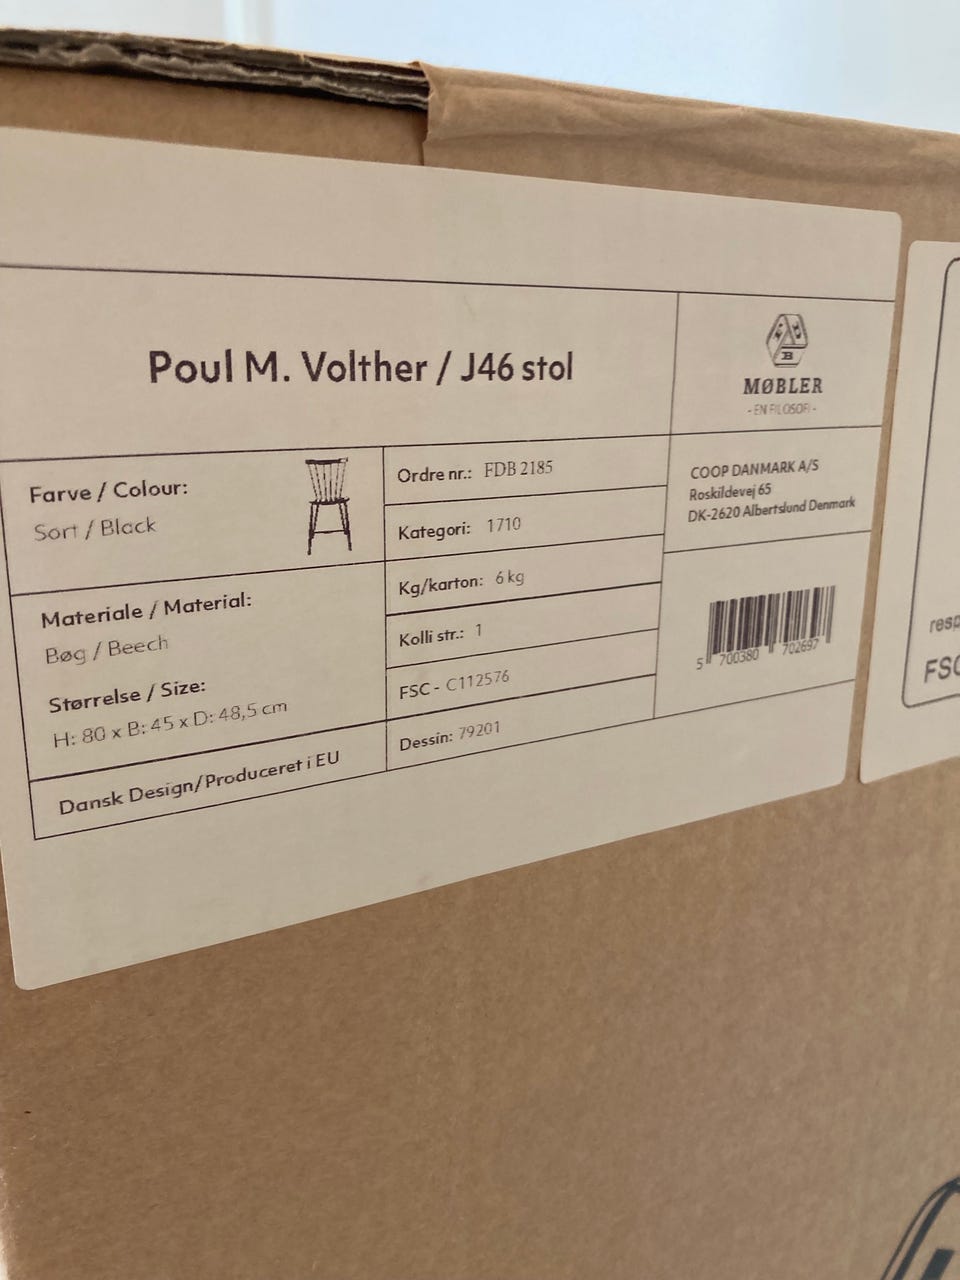 Poul M. Volther / J46 stol
F D B
MØBLER
- EN FILOSOFI -
Farve / Colour:
Sort / Black
Materiale / Material:
Bøg / Beech
Størrelse / Size:
H: 80 x B: 45 x D: 48,5 cm
Dansk Design/Produceret i EU
Ordre nr.: FDB 2185
Kategori: 1710
Kg/karton: 6 kg
Kolli str.: 1
FSC - C112576
Dessin: 79201
COOP DANMARK A/S
Roskildevej 65
DK-2620 Albertslund Denmark
5 700380 702697
resp
FSC